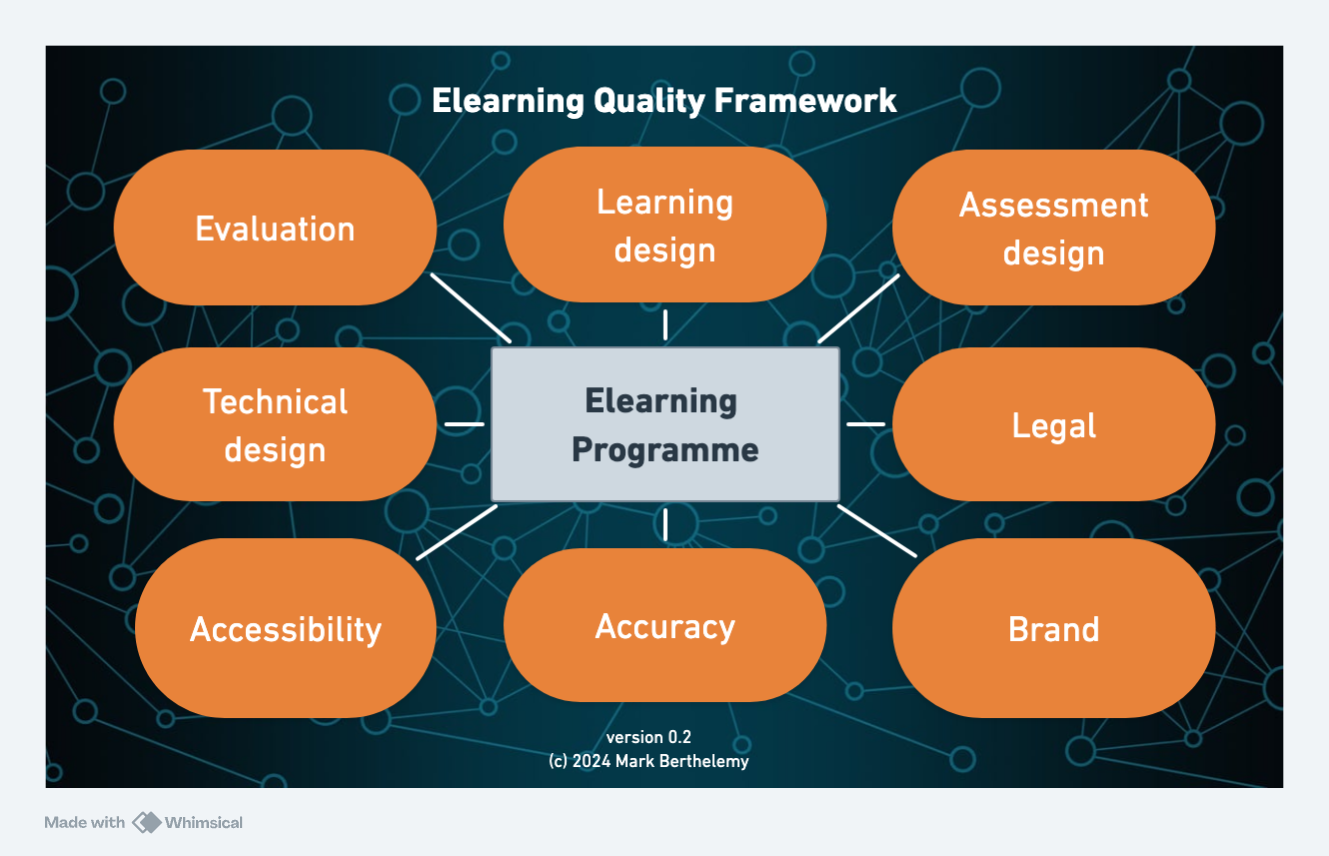 Elearning Quality Framework
Evaluation
Learning
design
Assessment
design
Technical
design
Elearning
Programme
Legal
Accessibility
Accuracy
Brand
version 0.2
(c) 2024 Mark Berthelemy
Made with Whimsical